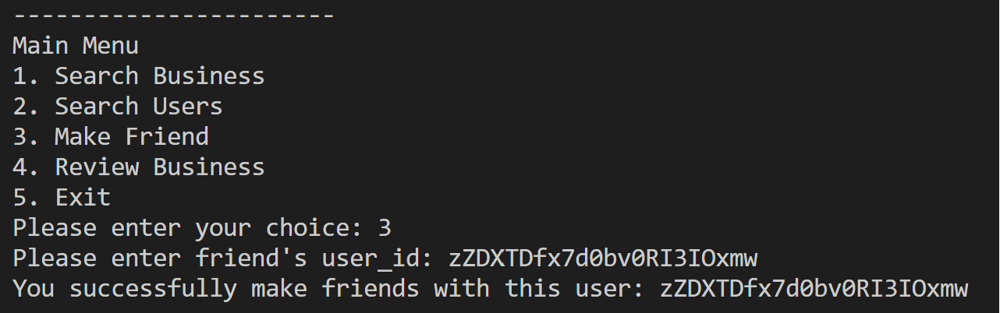 -----------------------
Main Menu
1. Search Business
2. Search Users
3. Make Friend
4. Review Business
5. Exit
Please enter your choice: 3
Please enter friend's user_id: zZDXTDfx7d0bv0RI3IOxmw
You successfully make friends with this user: zZDXTDfx7d0bv0RI3IOxmw